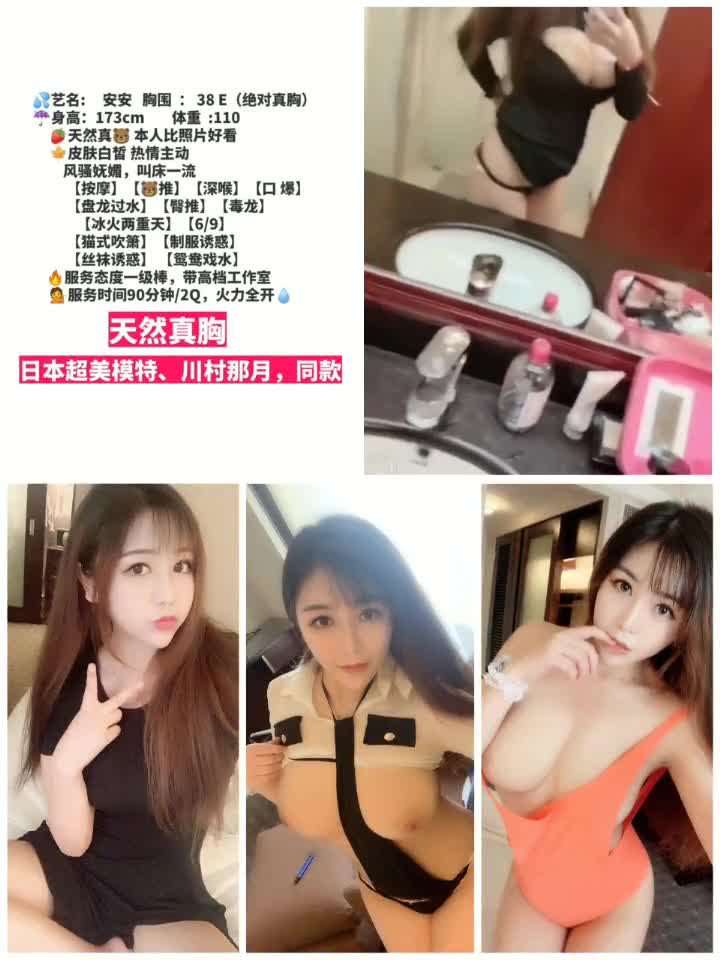 💦艺名: 安安 胸围 : 38 E（绝对真胸）
☔身高: 173cm 体重 :110
🍓天然真🐻 本人比照片好看
🍁皮肤白皙 热情主动
风骚妩媚，叫床一流
【按摩】【🐻推】【深喉】【口 爆】
【盘龙过水】【臀推】【毒龙】
【冰火两重天】【6/9】
【猫式吹箫】【制服诱惑】
【丝袜诱惑】【鸳鸯戏水】
🔥服务态度一级棒，带高档工作室
💁服务时间90分钟/2Q，火力全开💧
天然真胸
日本超美模特、川村那月，同款